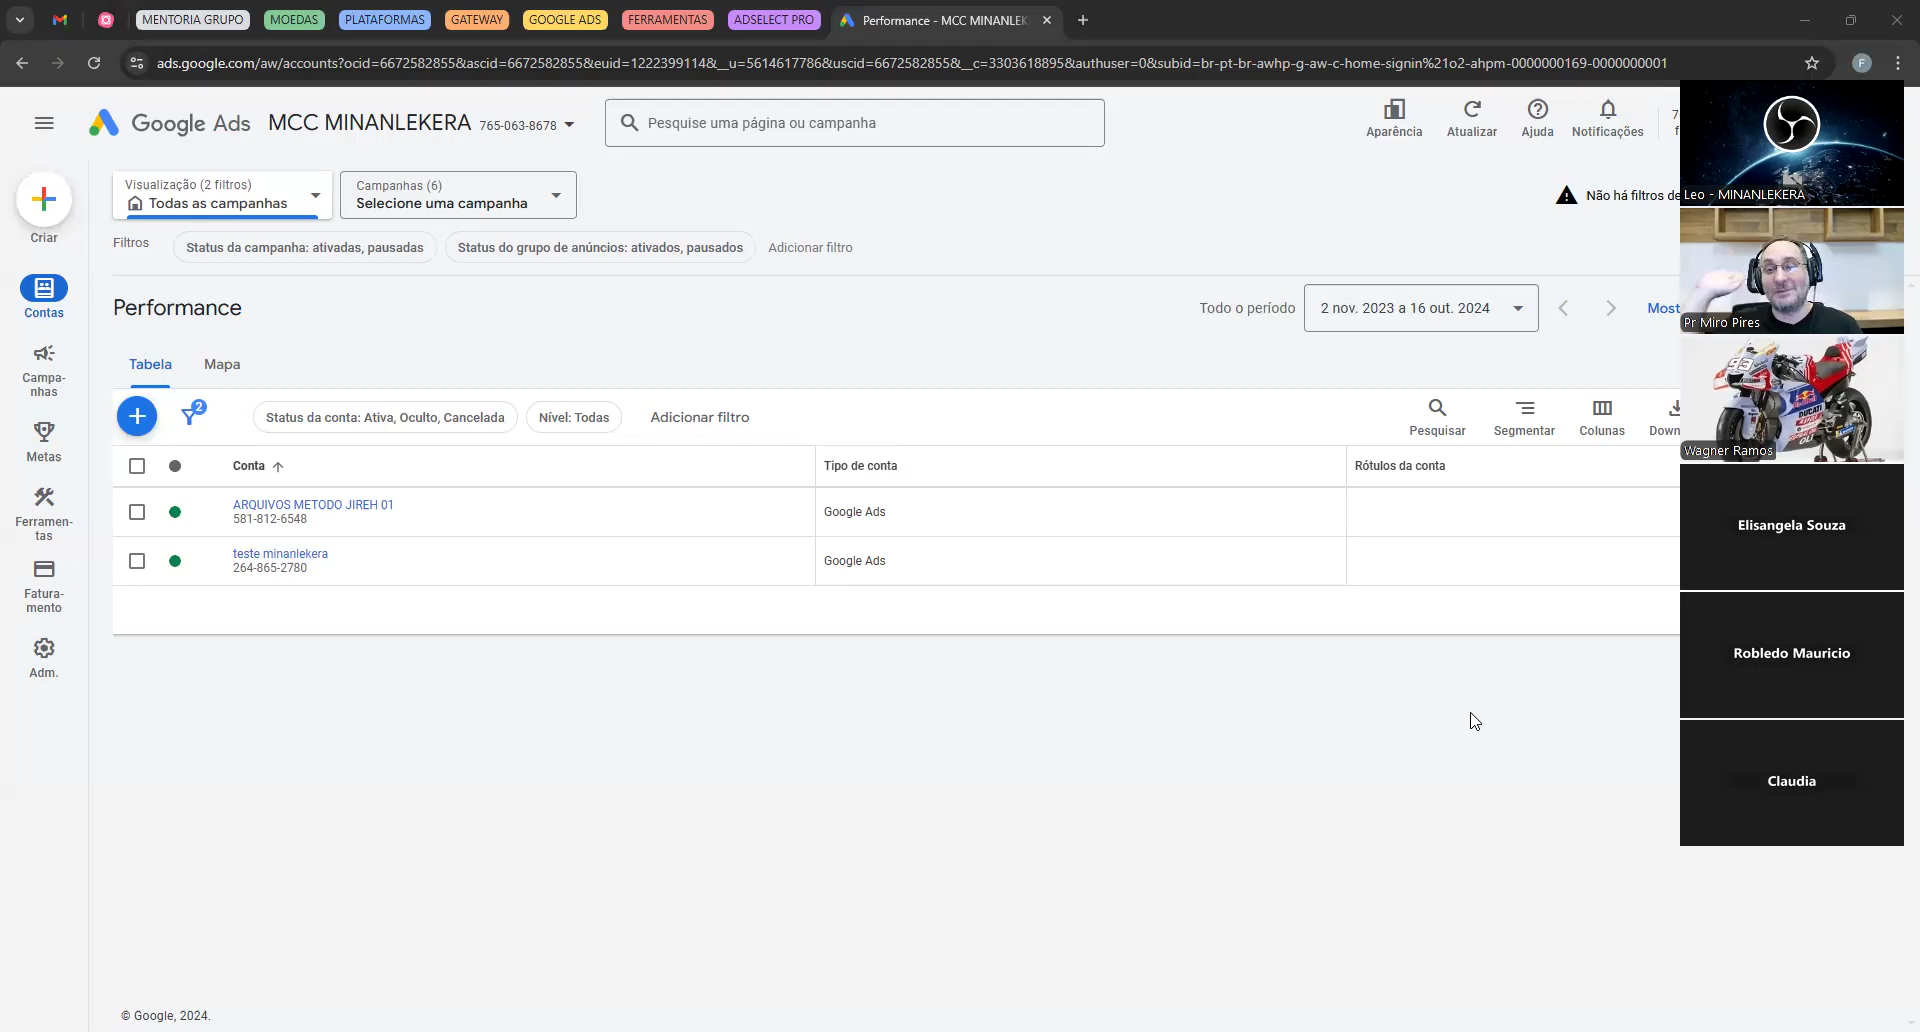 MENTORIA GRUPO
MOEDAS
PLATAFORMAS
GATEWAY
GOOGLE ADS
FERRAMENTAS
ADSELECT PRO
Performance - MCC MINANLEK
ads.google.com/aw/accounts?ocid=6672582855&ascid=6672582855&euid=1222399114&__u=5614617786&uscid=6672582855&__c=3303618895&authuser=0&subid=br-pt-br-awhp-g-aw-c-home-signin%21o2-ahpm-0000000169-0000000001
F
Google Ads
MCC MINANLEKERA 765-063-8678
Pesquise uma página ou campanha
Aparência
Atualizar
Ajuda
Notificações
7
f
Criar
Contas
Campa-
nhas
Metas
Ferramen-
tas
Fatura-
mento
Adm.
Visualização (2 filtros)
Todas as campanhas
Campanhas (6)
Selecione uma campanha
Não há filtros de
Filtros
Status da campanha: ativadas, pausadas
Status do grupo de anúncios: ativados, pausados
Adicionar filtro
Performance
Todo o período
2 nov. 2023 a 16 out. 2024
Most
Tabela
Mapa
2
Status da conta: Ativa, Oculto, Cancelada
Nível: Todas
Adicionar filtro
Pesquisar
Segmentar
Colunas
Down
Conta
Tipo de conta
Rótulos da conta
ARQUIVOS METODO JIREH 01
581-812-6548
Google Ads
teste minanlekera
264-865-2780
Google Ads
© Google, 2024.
Leo - MINANLEKERA
Pr Miro Pires
93
Red Bull
DUCATI
Wagner Ramos
Elisangela Souza
Robledo Mauricio
Claudia